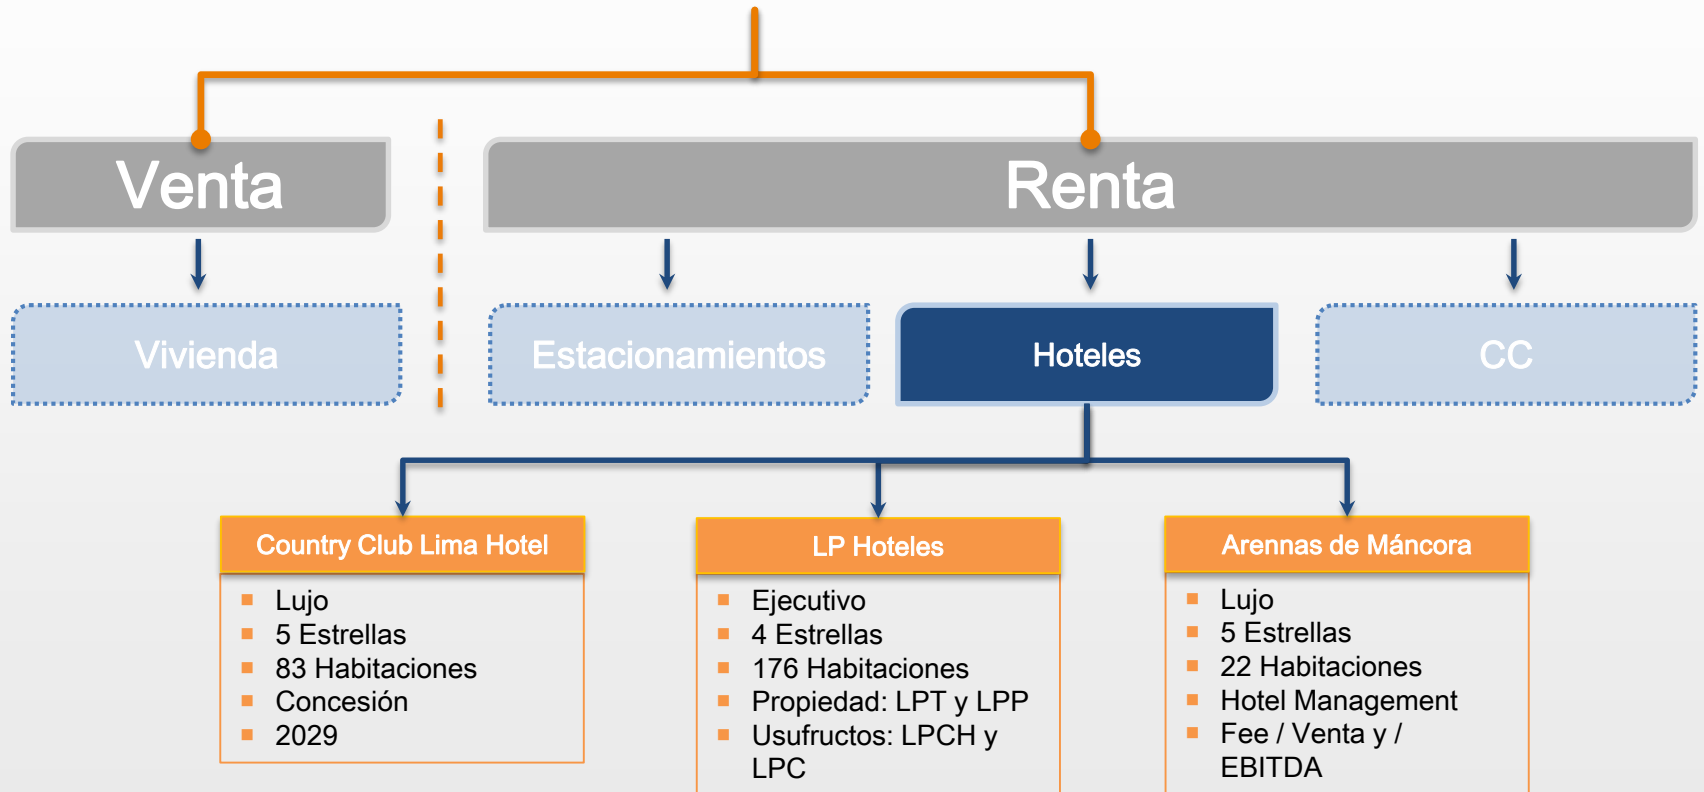 Venta
Renta
Vivienda
Estacionamientos
Hoteles
CC
Country Club Lima Hotel
Lujo
5 Estrellas
83 Habitaciones
Concesión
2029
LP Hoteles
Ejecutivo
4 Estrellas
176 Habitaciones
Propiedad: LPT y LPP
Usufructos: LPCH y
LPC
Arennas de Máncora
Lujo
5 Estrellas
22 Habitaciones
Hotel Management
Fee / Venta y /
EBITDA